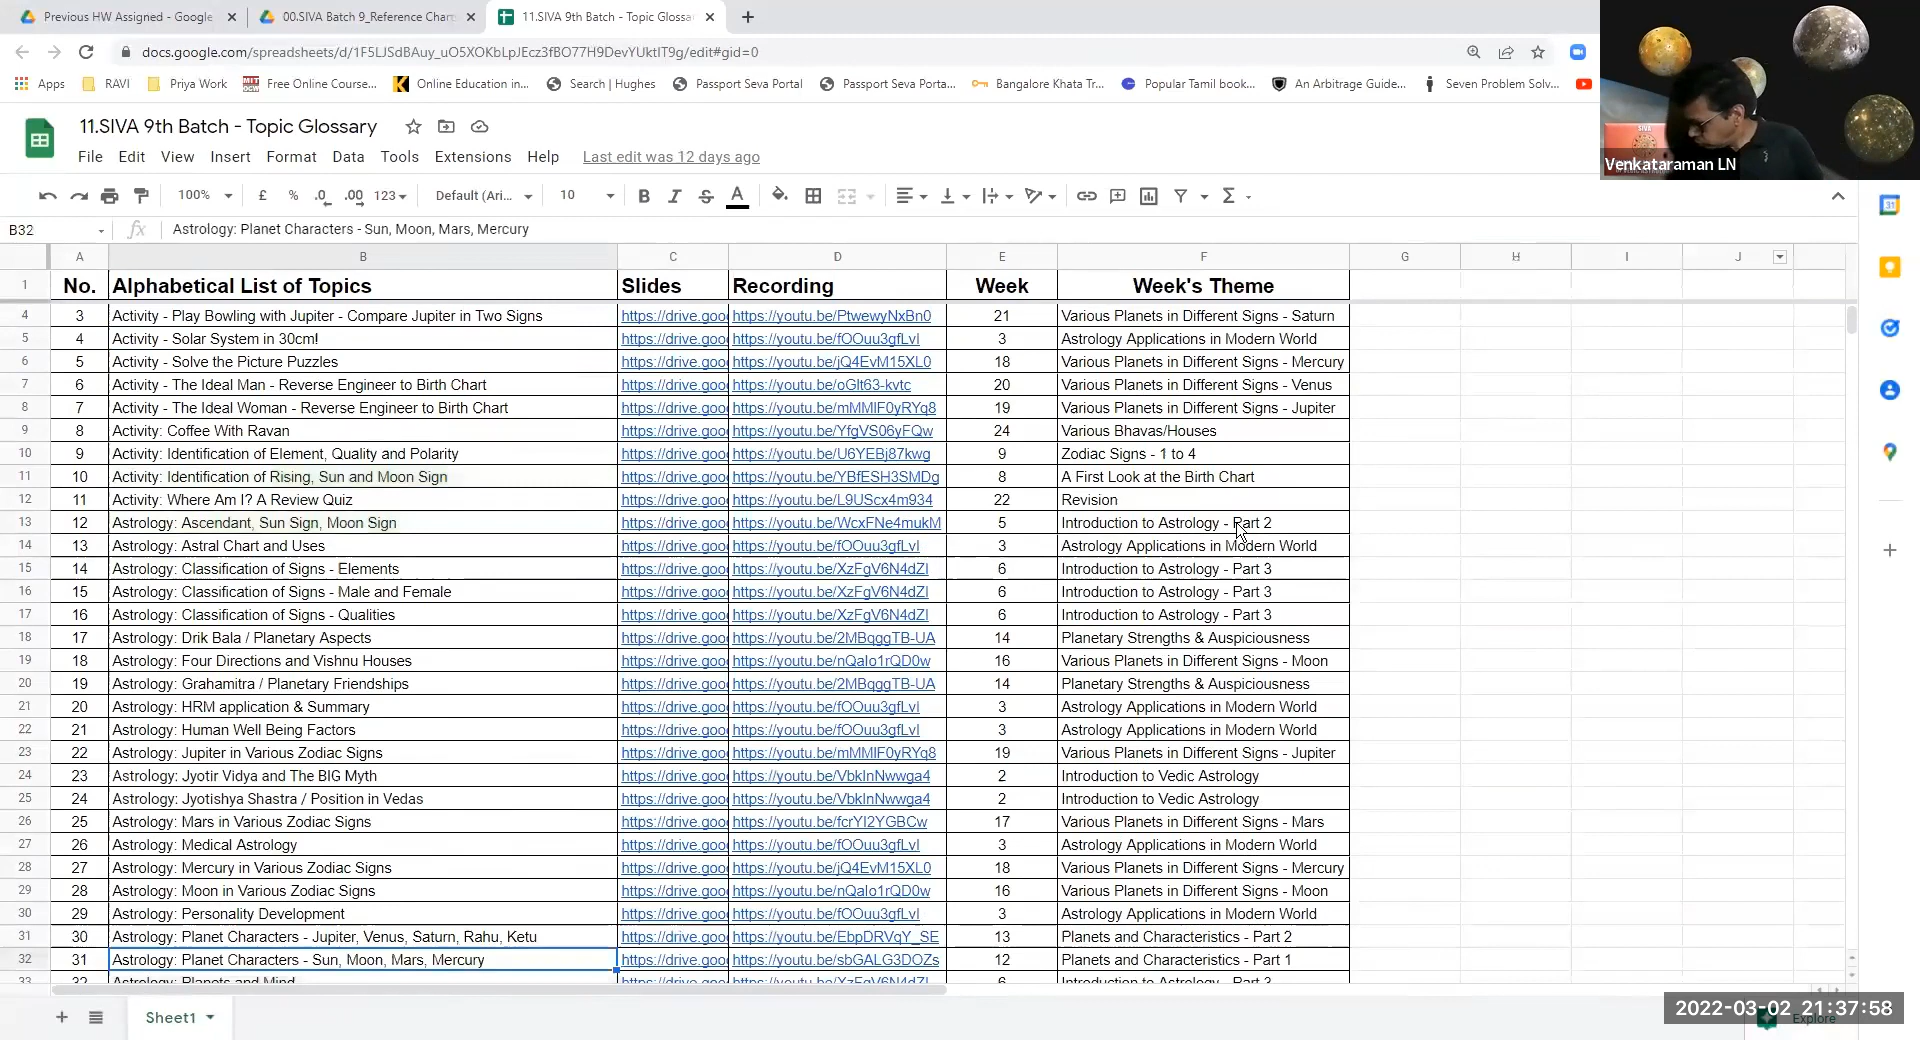 Previous HW Assigned - Google
00.SIVA Batch 9_Reference Char
11.SIVA 9th Batch - Topic Glossa
docs.google.com/spreadsheets/d/1F5LJSdBAuy_uO5XOKbLpJEcz3fBO77H9DevYUktIT9g/edit#gid=0
Apps RAVI Priya Work Free Online Course... Online Education in... Search | Hughes Passport Seva Portal Passport Seva Porta... Bangalore Khata Tr... Popular Tamil book... An Arbitrage Guide... Seven Problem Solv...
SIVA
Venkataraman LN
11.SIVA 9th Batch - Topic Glossary
File Edit View Insert Format Data Tools Extensions Help Last edit was 12 days ago
100% £ % .0 .00 123 Default (Ari... 10 B I S A
B32 fx Astrology: Planet Characters - Sun, Moon, Mars, Mercury
A B C D E F G H I J
1 No. Alphabetical List of Topics Slides Recording Week Week's Theme
4 3 Activity - Play Bowling with Jupiter - Compare Jupiter in Two Signs https://drive.goo https://youtu.be/PtwewyNxBn0 21 Various Planets in Different Signs - Saturn
5 4 Activity - Solar System in 30cm! https://drive.goo https://youtu.be/fOOuu3gfLvI 3 Astrology Applications in Modern World
6 5 Activity - Solve the Picture Puzzles https://drive.goo https://youtu.be/jQ4EvM15XL0 18 Various Planets in Different Signs - Mercury
7 6 Activity - The Ideal Man - Reverse Engineer to Birth Chart https://drive.goo https://youtu.be/oGIt63-kvtc 20 Various Planets in Different Signs - Venus
8 7 Activity - The Ideal Woman - Reverse Engineer to Birth Chart https://drive.goo https://youtu.be/mMMIF0yRYq8 19 Various Planets in Different Signs - Jupiter
9 8 Activity: Coffee With Ravan https://drive.goo https://youtu.be/YfgVS06yFQw 24 Various Bhavas/Houses
10 9 Activity: Identification of Element, Quality and Polarity https://drive.goo https://youtu.be/U6YEBj87kwg 9 Zodiac Signs - 1 to 4
11 10 Activity: Identification of Rising, Sun and Moon Sign https://drive.goo https://youtu.be/YBfESH3SMDg 8 A First Look at the Birth Chart
12 11 Activity: Where Am I? A Review Quiz https://drive.goo https://youtu.be/L9UScx4m934 22 Revision
13 12 Astrology: Ascendant, Sun Sign, Moon Sign https://drive.goo https://youtu.be/WcxFNe4mukM 5 Introduction to Astrology - Part 2
14 13 Astrology: Astral Chart and Uses https://drive.goo https://youtu.be/fOOuu3gfLvI 3 Astrology Applications in Modern World
15 14 Astrology: Classification of Signs - Elements https://drive.goo https://youtu.be/XzFgV6N4dZI 6 Introduction to Astrology - Part 3
16 15 Astrology: Classification of Signs - Male and Female https://drive.goo https://youtu.be/XzFgV6N4dZI 6 Introduction to Astrology - Part 3
17 16 Astrology: Classification of Signs - Qualities https://drive.goo https://youtu.be/XzFgV6N4dZI 6 Introduction to Astrology - Part 3
18 17 Astrology: Drik Bala / Planetary Aspects https://drive.goo https://youtu.be/2MBqggTB-UA 14 Planetary Strengths & Auspiciousness
19 18 Astrology: Four Directions and Vishnu Houses https://drive.goo https://youtu.be/nQaIo1rQD0w 16 Various Planets in Different Signs - Moon
20 19 Astrology: Grahamitra / Planetary Friendships https://drive.goo https://youtu.be/2MBqggTB-UA 14 Planetary Strengths & Auspiciousness
21 20 Astrology: HRM application & Summary https://drive.goo https://youtu.be/fOOuu3gfLvI 3 Astrology Applications in Modern World
22 21 Astrology: Human Well Being Factors https://drive.goo https://youtu.be/fOOuu3gfLvI 3 Astrology Applications in Modern World
23 22 Astrology: Jupiter in Various Zodiac Signs https://drive.goo https://youtu.be/mMMIF0yRYq8 19 Various Planets in Different Signs - Jupiter
24 23 Astrology: Jyotir Vidya and The BIG Myth https://drive.goo https://youtu.be/VbkInNwwga4 2 Introduction to Vedic Astrology
25 24 Astrology: Jyotishya Shastra / Position in Vedas https://drive.goo https://youtu.be/VbkInNwwga4 2 Introduction to Vedic Astrology
26 25 Astrology: Mars in Various Zodiac Signs https://drive.goo https://youtu.be/fcrYI2YGBCw 17 Various Planets in Different Signs - Mars
27 26 Astrology: Medical Astrology https://drive.goo https://youtu.be/fOOuu3gfLvI 3 Astrology Applications in Modern World
28 27 Astrology: Mercury in Various Zodiac Signs https://drive.goo https://youtu.be/jQ4EvM15XL0 18 Various Planets in Different Signs - Mercury
29 28 Astrology: Moon in Various Zodiac Signs https://drive.goo https://youtu.be/nQaIo1rQD0w 16 Various Planets in Different Signs - Moon
30 29 Astrology: Personality Development https://drive.goo https://youtu.be/fOOuu3gfLvI 3 Astrology Applications in Modern World
31 30 Astrology: Planet Characters - Jupiter, Venus, Saturn, Rahu, Ketu https://drive.goo https://youtu.be/EbpDRVqY_SE 13 Planets and Characteristics - Part 2
32 31 Astrology: Planet Characters - Sun, Moon, Mars, Mercury https://drive.goo https://youtu.be/sbGALG3DOZs 12 Planets and Characteristics - Part 1
33 32 Astrology: Planets and Mind https://drive.goo https://youtu.be/XzFgV6N4dZI 6 Introduction to Astrology - Part 3
Sheet1
2022-03-02 21:37:58
Explore